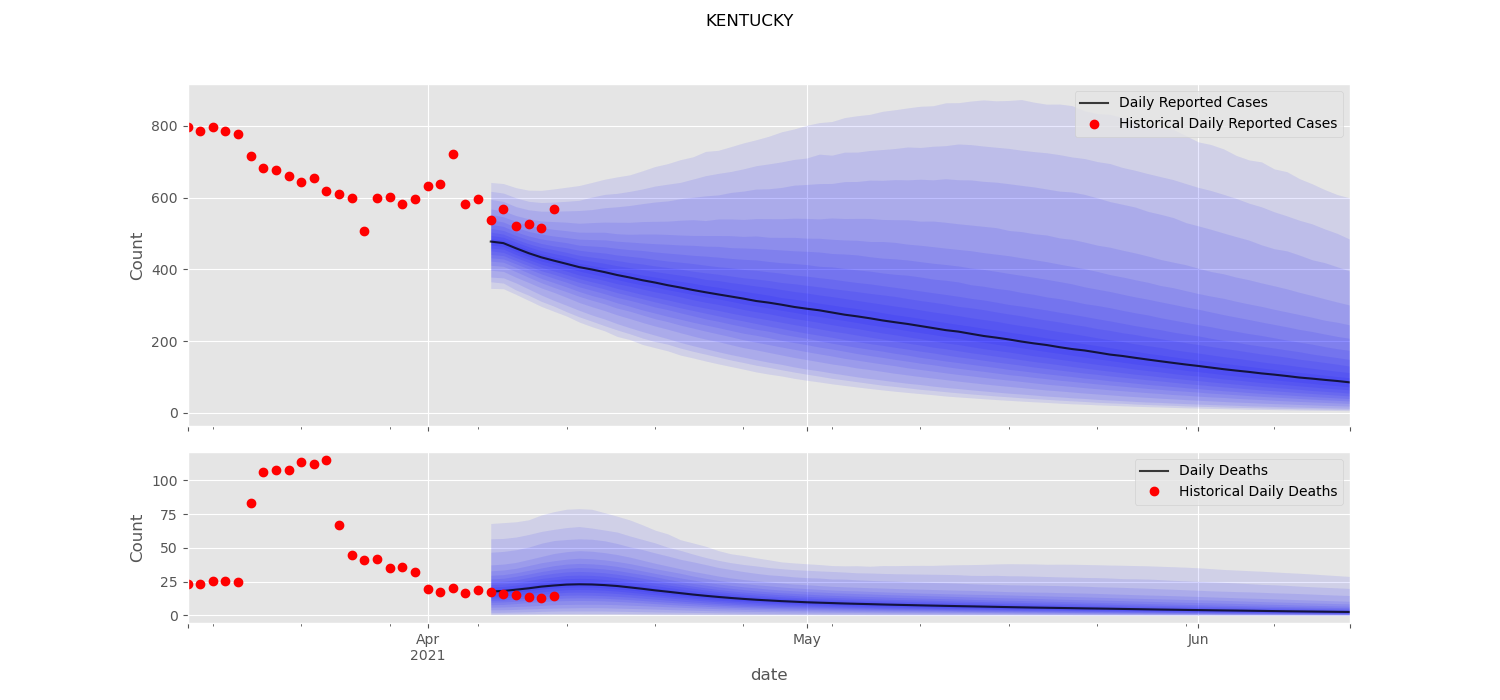 KENTUCKY
Daily Reported Cases
Historical Daily Reported Cases
800
600
400
200
0
Count
Daily Deaths
Historical Daily Deaths
100
75
50
25
0
Count
Apr
2021
May
Jun
date